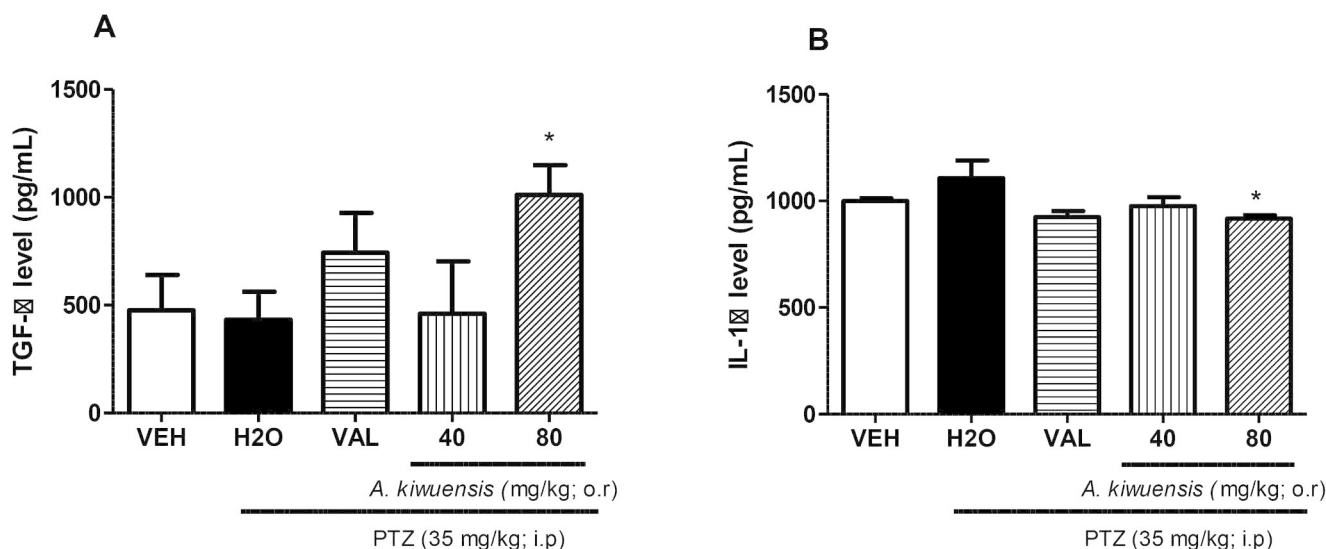 A
TGF-⍰ level (pg/mL)
1500
1000
500
0
*
VEH H2O VAL 40 80
A. kiwuensis (mg/kg; o.r)
PTZ (35 mg/kg; i.p)
B
IL-1⍰ level (pg/mL)
1500
1000
500
0
*
VEH H2O VAL 40 80
A. kiwuensis (mg/kg; o.r)
PTZ (35 mg/kg; i.p)